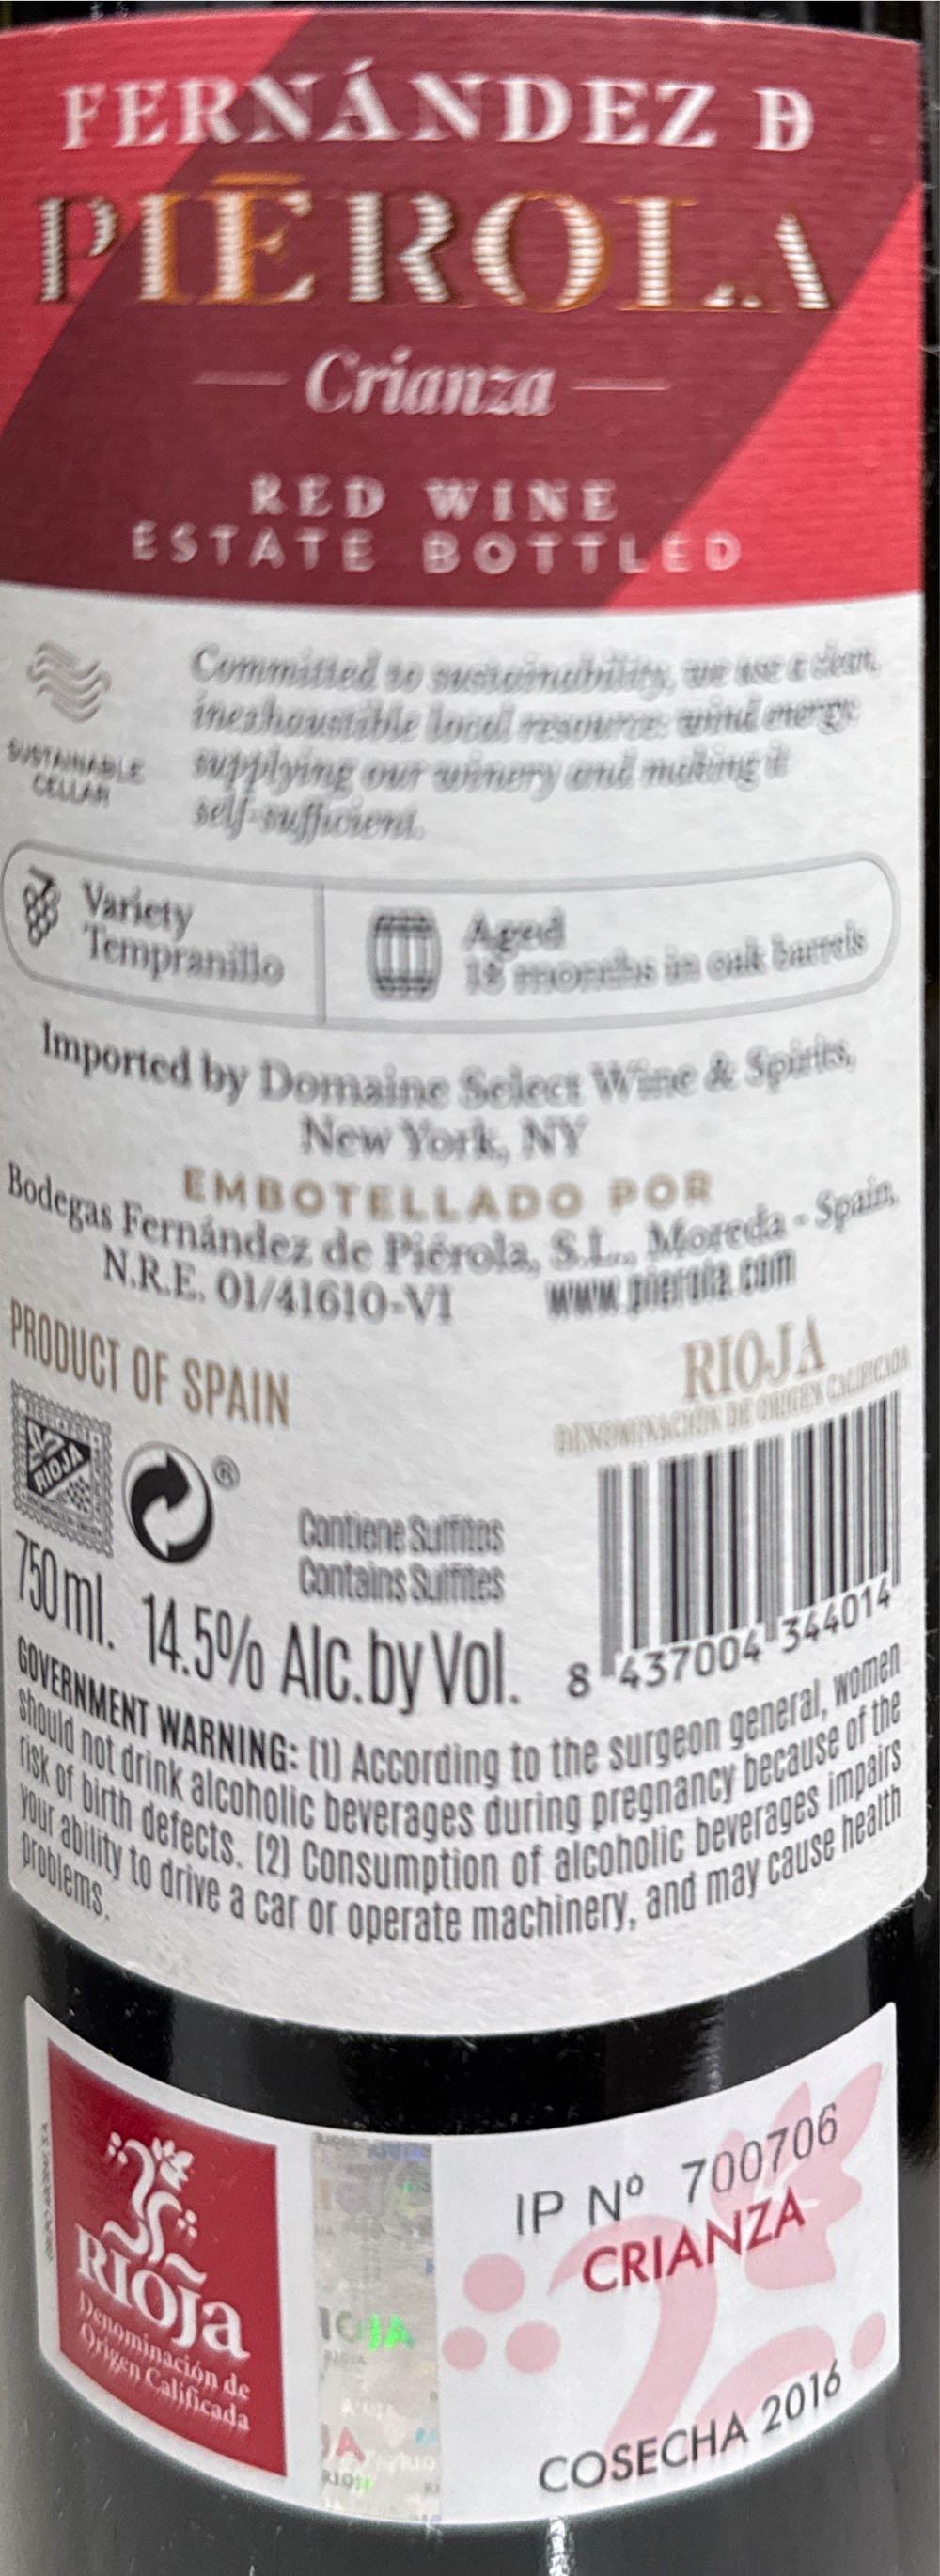 FERNÁNDEZ D
PIĒROLA
Crianza
RED WINE
ESTATE BOTTLED
Committed to sustainability, we use a clean,
inexhaustible local resource: wind energy
supplying our winery and making it
self-sufficient.
SUSTAINABLE
CELLAR
Variety
Tempranillo
Aged
18 months in oak barrels
Imported by Domaine Select Wine & Spirits,
New York, NY
EMBOTELLADO POR
Bodegas Fernández de Piérola, S.L., Moreda - Spain,
N.R.E. 01/41610-VI www.pierola.com
PRODUCT OF SPAIN
RIOJA
DENOMINACIÓN DE ORIGEN CALIFICADA
RIOJA
®
Contiene Sulfitos
Contains Sulfites
750 ml. 14.5% Alc. by Vol.
8 437004 344014
GOVERNMENT WARNING: (1) According to the surgeon general, women
should not drink alcoholic beverages during pregnancy because of the
risk of birth defects. (2) Consumption of alcoholic beverages impairs
your ability to drive a car or operate machinery, and may cause health
problems.
RIOJa
Denominación de
Origen Calificada
IP Nº 700706
CRIANZA
COSECHA 2016